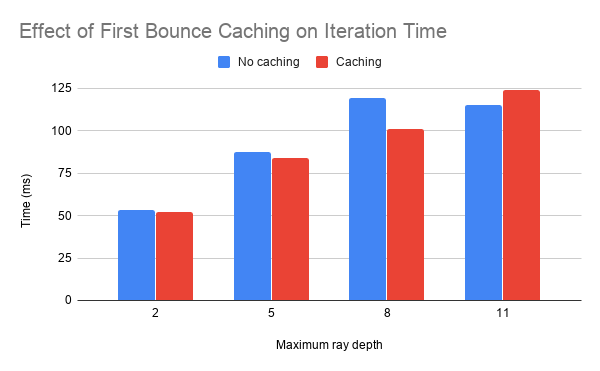 Effect of First Bounce Caching on Iteration Time
No caching
Caching
Time (ms)
125
100
75
50
25
0
2
5
8
11
Maximum ray depth